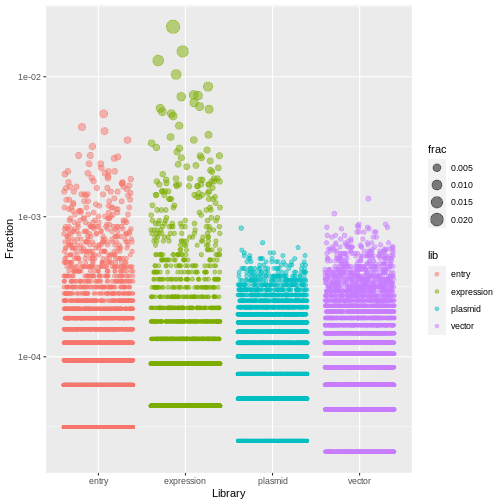 1e-02
1e-03
1e-04
Fraction
entry
expression
plasmid
vector
Library
frac
0.005
0.010
0.015
0.020
lib
entry
expression
plasmid
vector